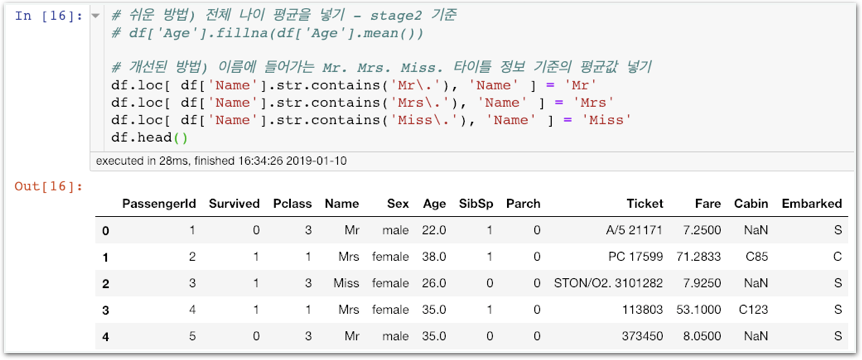 In [16]:
# 쉬운 방법) 전체 나이 평균을 넣기 - stage2 기준
# df['Age'].fillna(df['Age'].mean())
# 개선된 방법) 이름에 들어가는 Mr. Mrs. Miss. 타이틀 정보 기준의 평균값 넣기
df.loc[ df['Name'].str.contains('Mr\.'), 'Name' ] = 'Mr'
df.loc[ df['Name'].str.contains('Mrs\.'), 'Name' ] = 'Mrs'
df.loc[ df['Name'].str.contains('Miss\.'), 'Name' ] = 'Miss'
df.head()
executed in 28ms, finished 16:34:26 2019-01-10
Out[16]:
PassengerId Survived Pclass Name Sex Age SibSp Parch Ticket Fare Cabin Embarked
0 1 0 3 Mr male 22.0 1 0 A/5 21171 7.2500 NaN S
1 2 1 1 Mrs female 38.0 1 0 PC 17599 71.2833 C85 C
2 3 1 3 Miss female 26.0 0 0 STON/O2. 3101282 7.9250 NaN S
3 4 1 1 Mrs female 35.0 1 0 113803 53.1000 C123 S
4 5 0 3 Mr male 35.0 0 0 373450 8.0500 NaN S